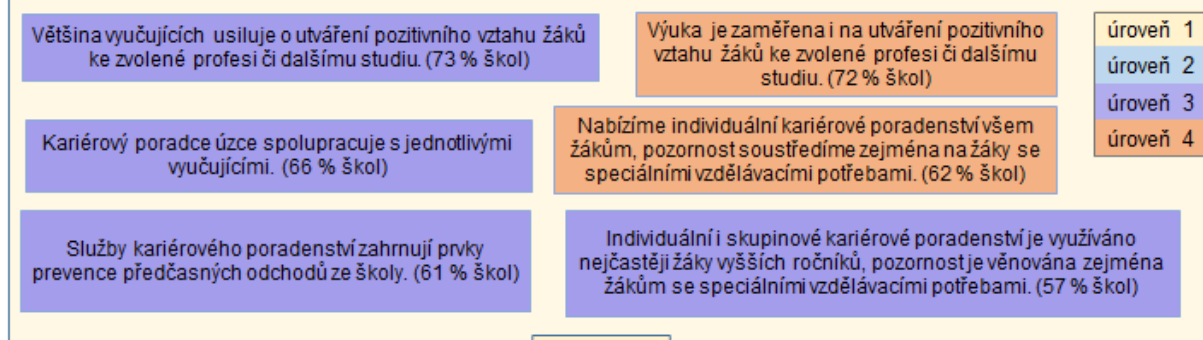 Většina vyučujících usiluje o utváření pozitivního vztahu žáků
ke zvolené profesi či dalšímu studiu. (73 % škol)
Výuka je zaměřena i na utváření pozitivního
vztahu žáků ke zvolené profesi či dalšímu
studiu. (72 % škol)
úroveň 1
úroveň 2
úroveň 3
úroveň 4
Kariérový poradce úzce spolupracuje s jednotlivými
vyučujícími. (66 % škol)
Nabízíme individuální kariérové poradenství všem
žákům, pozornost soustředíme zejména na žáky se
speciálními vzdělávacími potřebami. (62 % škol)
Služby kariérového poradenství zahrnují prvky
prevence předčasných odchodů ze školy. (61 % škol)
Individuální i skupinové kariérové poradenství je využíváno
nejčastěji žáky vyšších ročníků, pozornost je věnována zejména
žákům se speciálními vzdělávacími potřebami. (57 % škol)